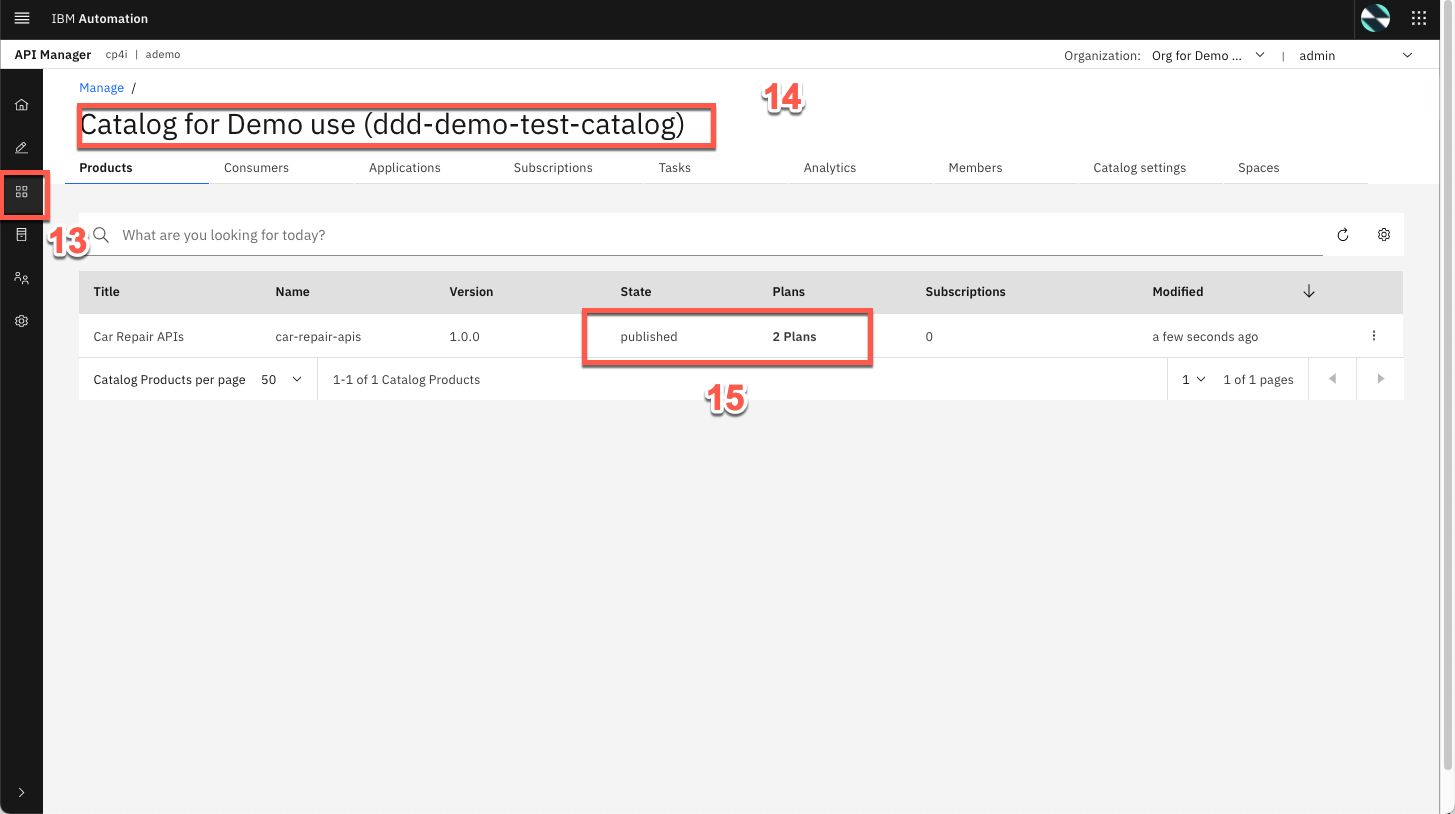 IBM Automation
API Manager cp4i | ademo Organization: Org for Demo ... | admin
Manage /
14
Catalog for Demo use (ddd-demo-test-catalog)
Products Consumers Applications Subscriptions Tasks Analytics Members Catalog settings Spaces
13
What are you looking for today?
Title Name Version State Plans Subscriptions Modified
Car Repair APIs car-repair-apis 1.0.0 published 2 Plans 0 a few seconds ago
Catalog Products per page 50 1-1 of 1 Catalog Products 1 1 of 1 pages
15